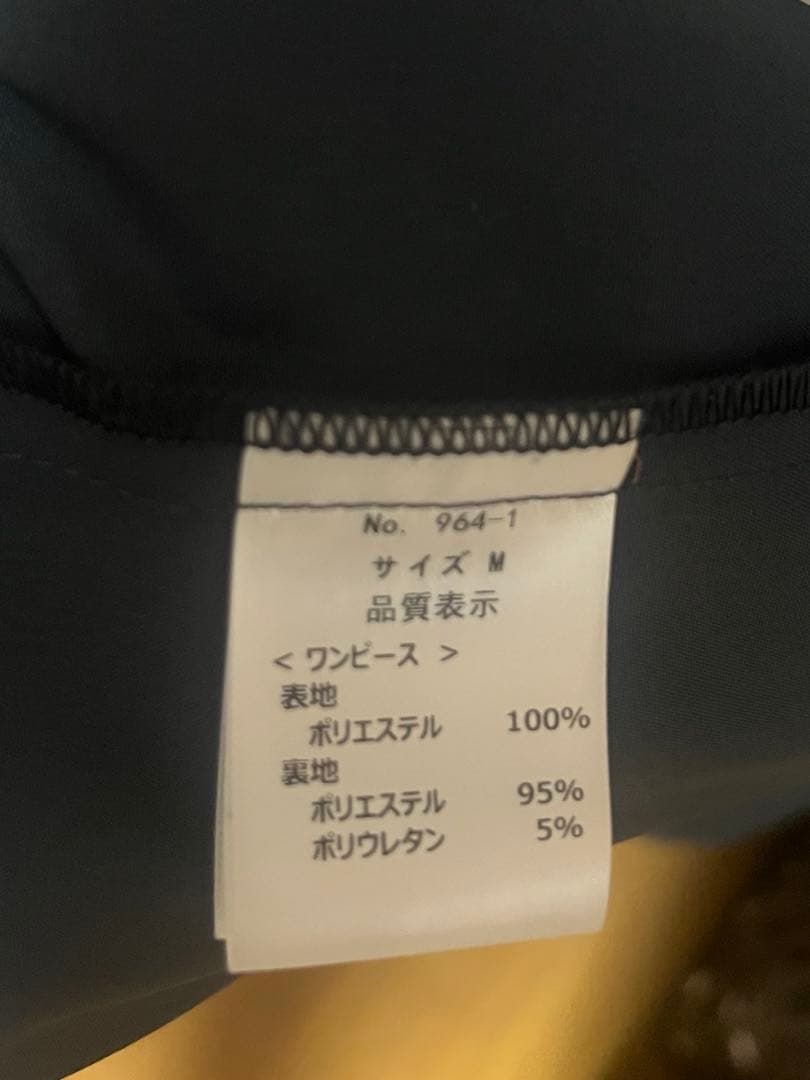 No. 964-1
サイズ M
品質表示
< ワンピース >
表地
ポリエステル 100%
裏地
ポリエステル 95%
ポリウレタン 5%